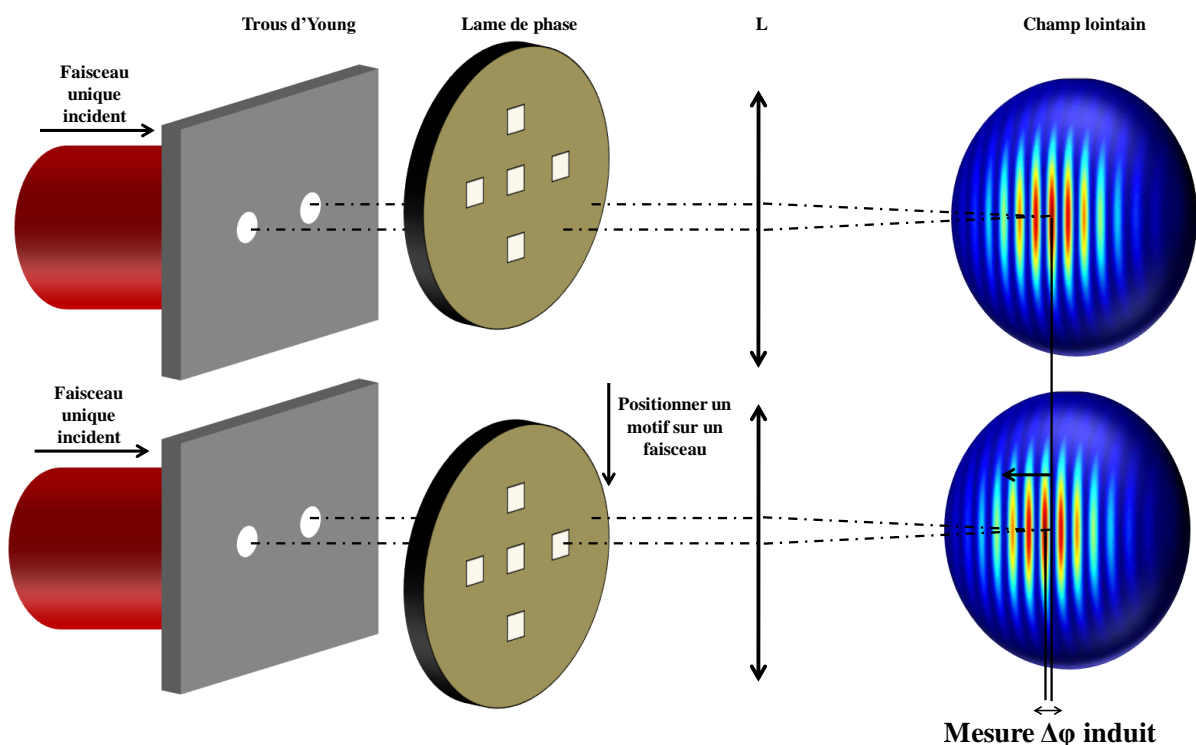 Trous d'Young
Lame de phase
L
Champ lointain
Faisceau
unique
incident
Faisceau
unique
incident
Positionner un
motif sur un
faisceau
Mesure Δφ induit